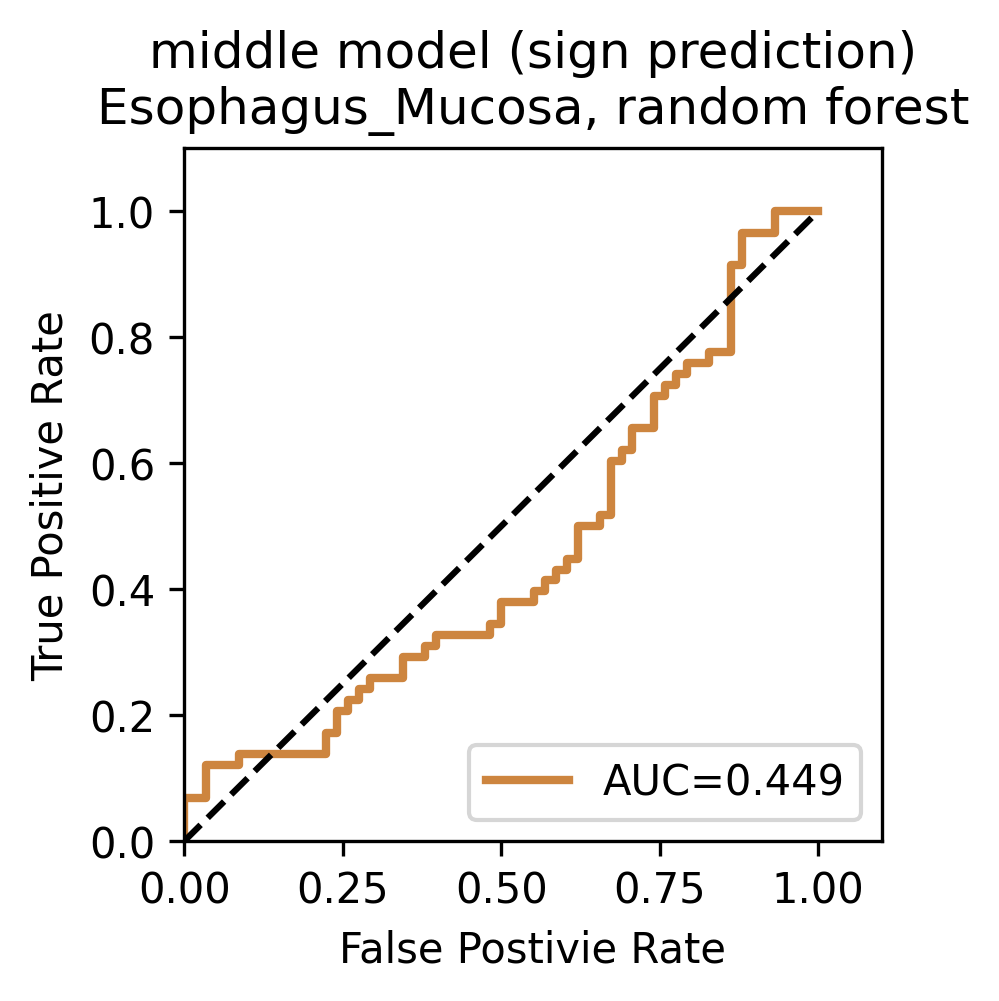 middle model (sign prediction)
Esophagus_Mucosa, random forest
1.0
0.8
0.6
0.4
0.2
0.0
True Positive Rate
AUC=0.449
0.00 0.25 0.50 0.75 1.00
False Postivie Rate